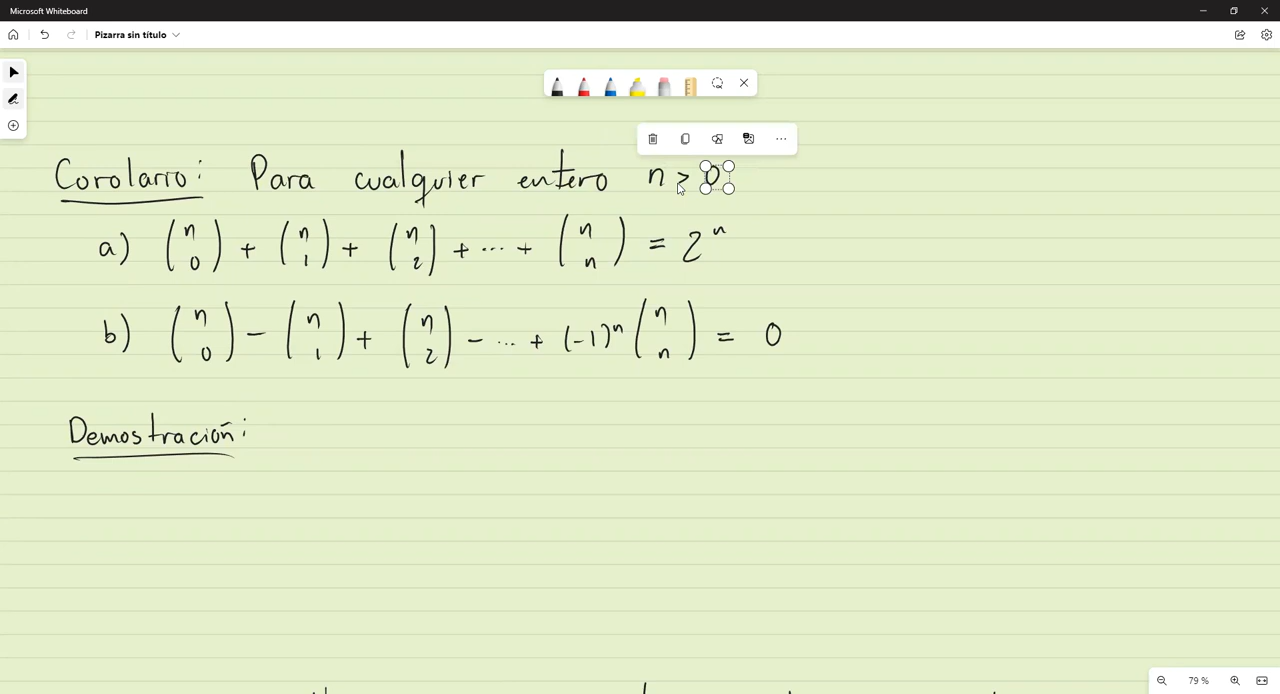 Microsoft Whiteboard
Pizarra sin título
Corolario: Para cualquier entero n > 0
a) (n 0) + (n 1) + (n 2) + ... + (n n) = 2^n
b) (n 0) - (n 1) + (n 2) - ... + (-1)^n (n n) = 0
Demostración:
79 %